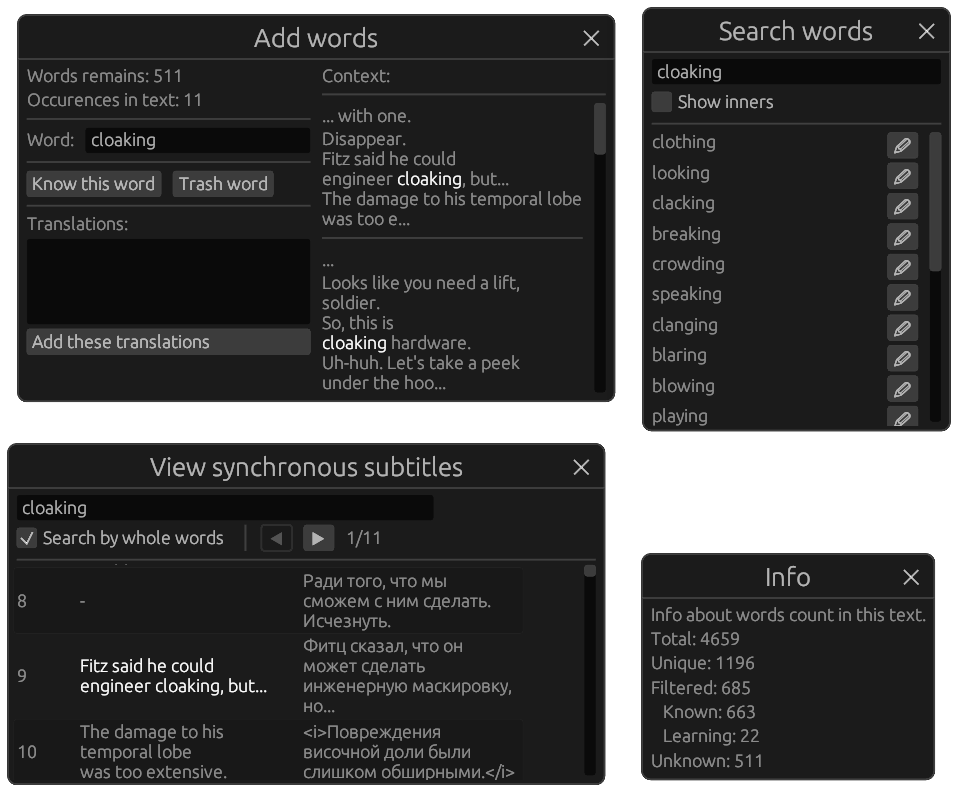 Add words
Words remains: 511
Occurences in text: 11
Word: cloaking
Know this word Trash word
Translations:
Add these translations
Context:
... with one.
Disappear.
Fitz said he could
engineer cloaking, but...
The damage to his temporal lobe
was too e...
...
Looks like you need a lift,
soldier.
So, this is
cloaking hardware.
Uh-huh. Let's take a peek
under the hoo...
Search words
cloaking
Show inners
clothing
looking
clacking
breaking
crowding
speaking
clanging
blaring
blowing
playing
View synchronous subtitles
cloaking
Search by whole words 1/11
8
-
Ради того, что мы
сможем с ним сделать.
Исчезнуть.
9
Fitz said he could
engineer cloaking, but...
Фитц сказал, что он
может сделать
инженерную маскировку,
но...
10
The damage to his
temporal lobe
was too extensive.
<i>Повреждения
височной доли были
слишком обширными.</i>
Info
Info about words count in this text.
Total: 4659
Unique: 1196
Filtered: 685
Known: 663
Learning: 22
Unknown: 511